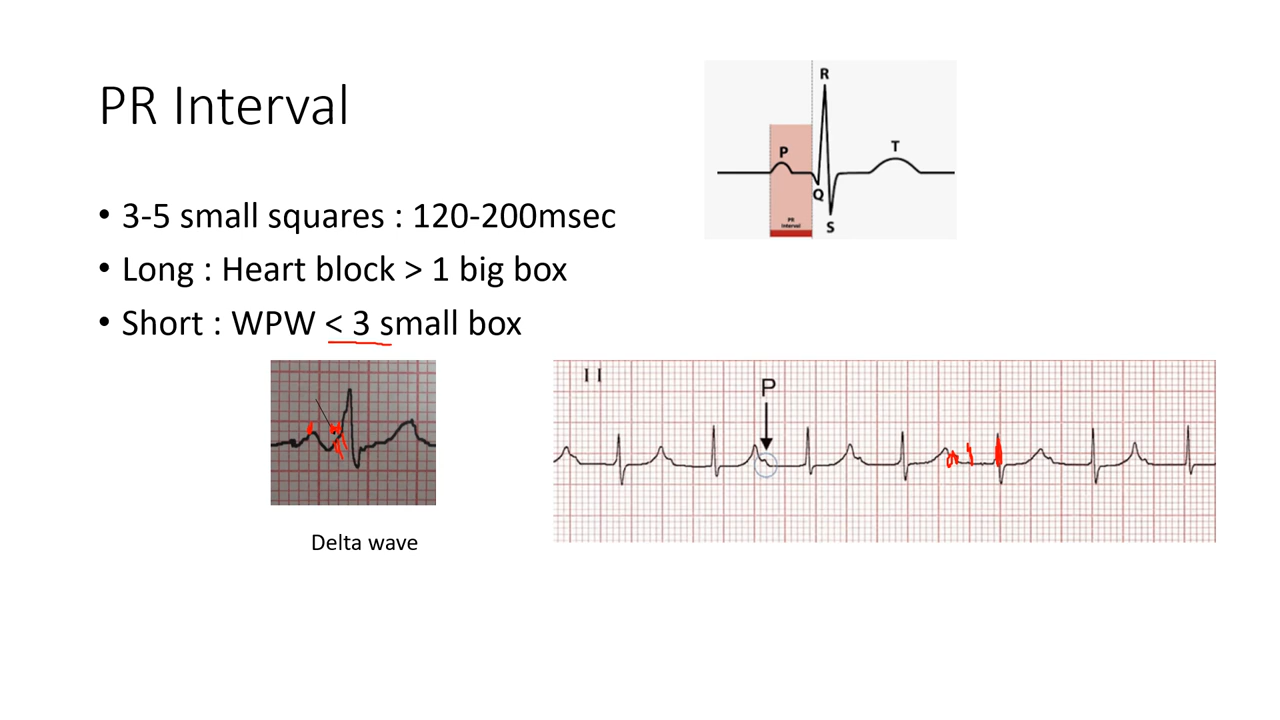 PR Interval
• 3-5 small squares : 120-200msec
• Long : Heart block > 1 big box
• Short : WPW < 3 small box
R
P
T
Q
S
PR
Interval
II
P
Delta wave